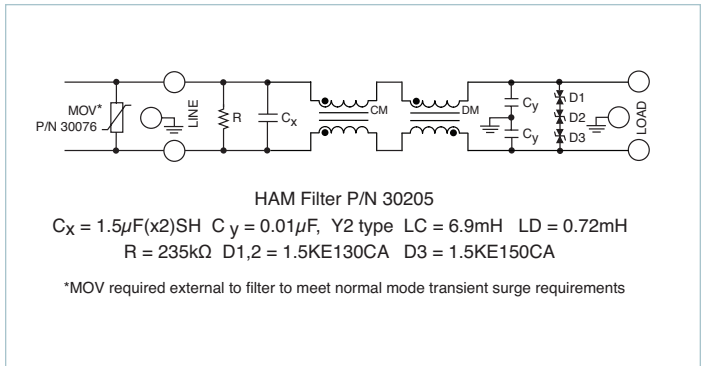 MOV*
P/N 30076
LINE
R
Cx
CM
DM
Cy
Cy
D1
D2
D3
LOAD
HAM Filter P/N 30205
Cx = 1.5µF(x2)SH C y = 0.01µF, Y2 type LC = 6.9mH LD = 0.72mH
R = 235kΩ D1,2 = 1.5KE130CA D3 = 1.5KE150CA
*MOV required external to filter to meet normal mode transient surge requirements